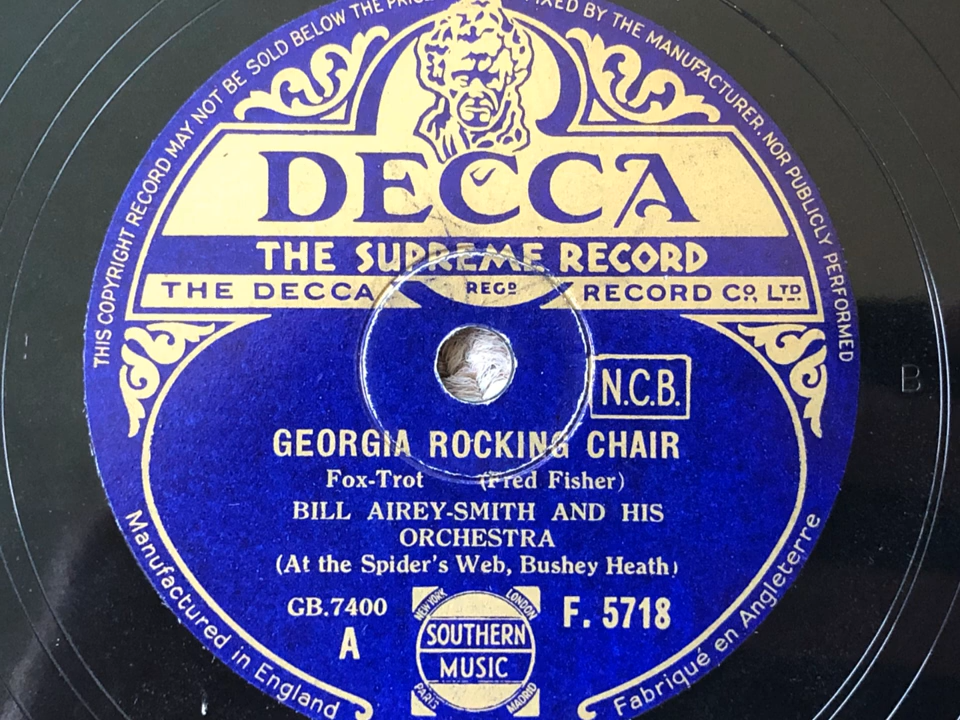 THIS COPYRIGHT RECORD MAY NOT BE SOLD BELOW THE PRICE FIXED BY THE MANUFACTURER. NOR PUBLICLY PERFORMED
DECCA
THE SUPREME RECORD
THE DECCA REGD RECORD CO, LTD.
B
N.C.B.
GEORGIA ROCKING CHAIR
Fox-Trot (Fred Fisher)
BILL AIREY-SMITH AND HIS
ORCHESTRA
(At the Spider's Web, Bushey Heath)
GB.7400
A
NEW YORK
LONDON
SOUTHERN
MUSIC
PARIS
MADRID
F. 5718
Manufactured in England
Fabriqué en Angleterre